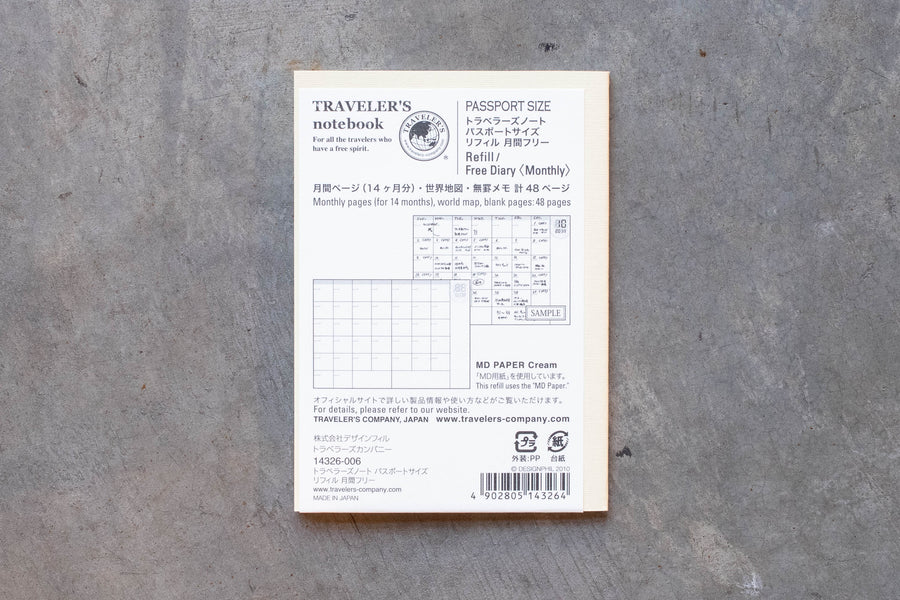 TRAVELER'S
notebook
For all the travelers who
have a free spirit.
TRAVELER'S
®
PASSPORT SIZE
トラベラーズノート
パスポートサイズ
リフィル 月間フリー
Refill/
Free Diary〈Monthly〉
月間ページ(14ヶ月分)・世界地図・無罫メモ 計48ページ
Monthly pages (for 14 months), world map, blank pages: 48 pages
SAMPLE
MD PAPER Cream
「MD用紙」を使用しています。
This refill uses the "MD Paper."
オフィシャルサイトで詳しい製品情報や使い方などがご覧いただけます。
For details, please refer to our website.
TRAVELER'S COMPANY, JAPAN www.travelers-company.com
株式会社デザインフィル
トラベラーズカンパニー
14326-006
トラベラーズノート パスポートサイズ
リフィル 月間フリー
www.travelers-company.com
MADE IN JAPAN
プラ
紙
外装:PP
台紙
© DESIGNPHIL 2010
4 902805 143264